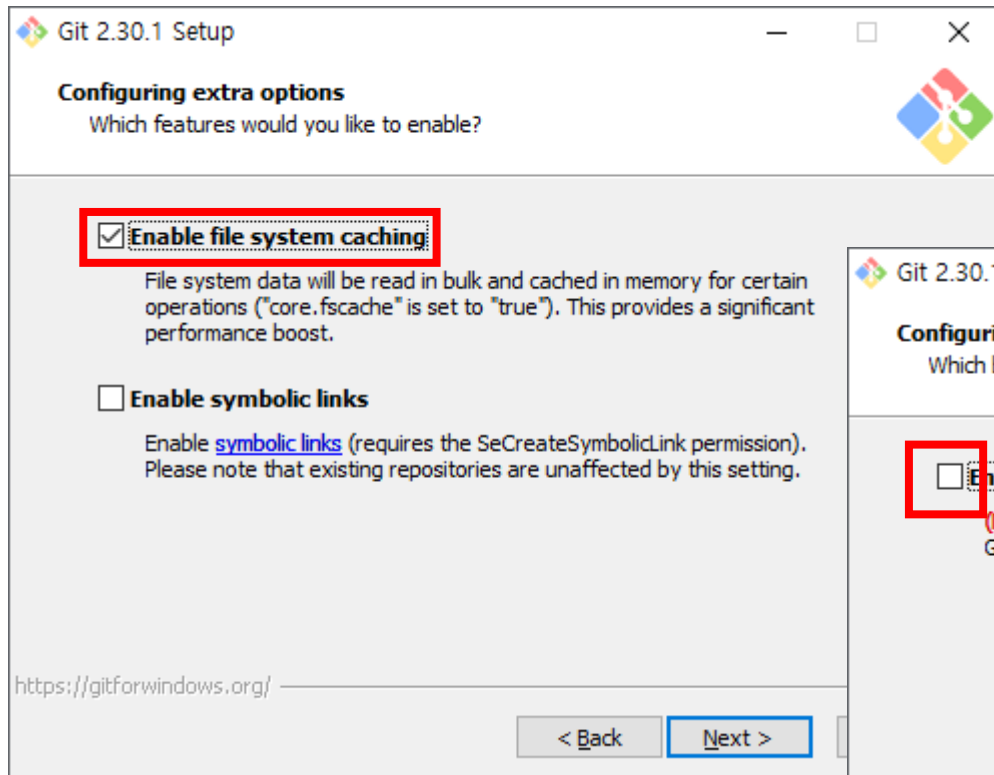 Git 2.30.1 Setup
Configuring extra options
Which features would you like to enable?
Enable file system caching
File system data will be read in bulk and cached in memory for certain
operations ("core.fscache" is set to "true"). This provides a significant
performance boost.
Enable symbolic links
Enable symbolic links (requires the SeCreateSymbolicLink permission).
Please note that existing repositories are unaffected by this setting.
https://gitforwindows.org/
< Back
Next >
Git 2.30.
Configuri
Which